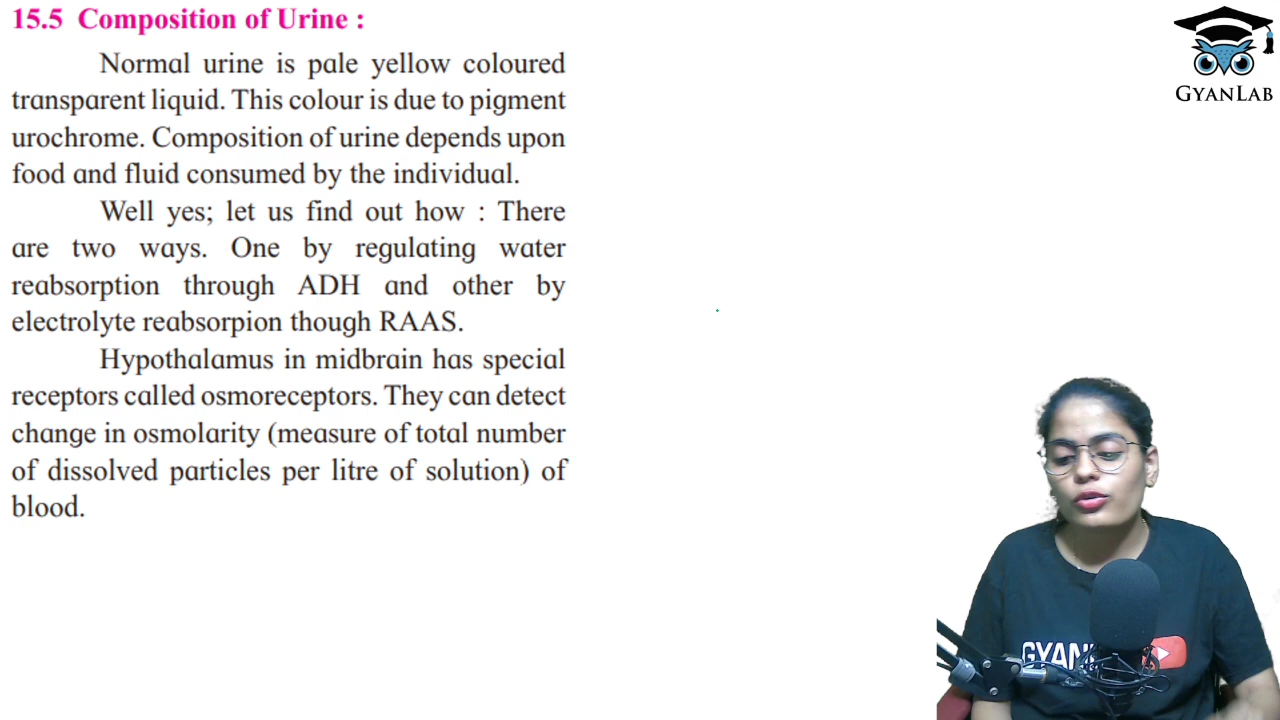 15.5 Composition of Urine :
Normal urine is pale yellow coloured
transparent liquid. This colour is due to pigment
urochrome. Composition of urine depends upon
food and fluid consumed by the individual.
Well yes; let us find out how : There
are two ways. One by regulating water
reabsorption through ADH and other by
electrolyte reabsorpion though RAAS.
Hypothalamus in midbrain has special
receptors called osmoreceptors. They can detect
change in osmolarity (measure of total number
of dissolved particles per litre of solution) of
blood.
GYANLAB
GYAN